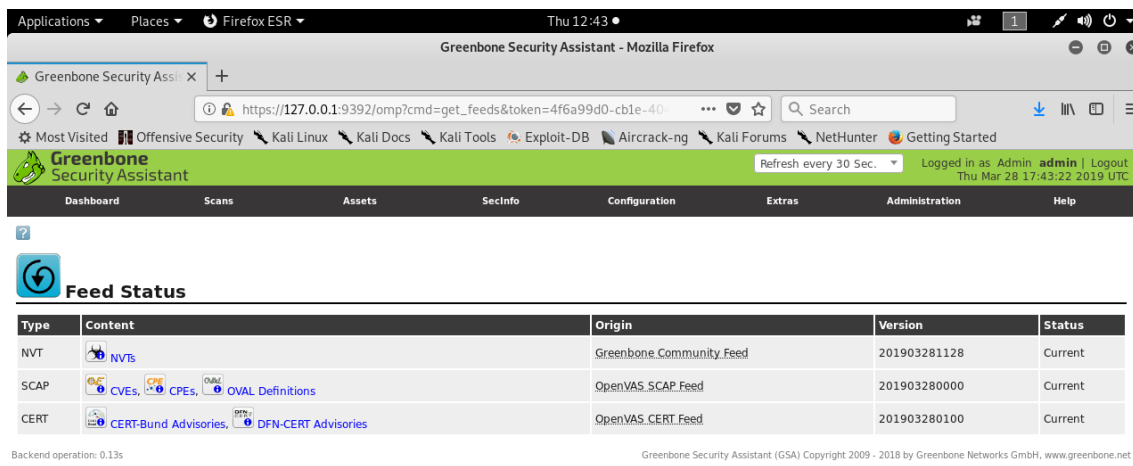 Applications Places Firefox ESR Thu 12:43 1
Greenbone Security Assistant - Mozilla Firefox
Greenbone Security Assis
https://127.0.0.1:9392/omp?cmd=get_feeds&token=4f6a99d0-cb1e-40 Search
Most Visited Offensive Security Kali Linux Kali Docs Kali Tools Exploit-DB Aircrack-ng Kali Forums NetHunter Getting Started
Greenbone
Security Assistant
Refresh every 30 Sec. Logged in as Admin admin | Logout
Thu Mar 28 17:43:22 2019 UTC
Dashboard Scans Assets SecInfo Configuration Extras Administration Help
?
Feed Status
Type Content Origin Version Status
NVT NVTs Greenbone Community Feed 201903281128 Current
SCAP CVEs, CPEs, OVAL Definitions OpenVAS SCAP Feed 201903280000 Current
CERT CERT-Bund Advisories, DFN-CERT Advisories OpenVAS CERT Feed 201903280100 Current
Backend operation: 0.13s Greenbone Security Assistant (GSA) Copyright 2009 - 2018 by Greenbone Networks GmbH, www.greenbone.net